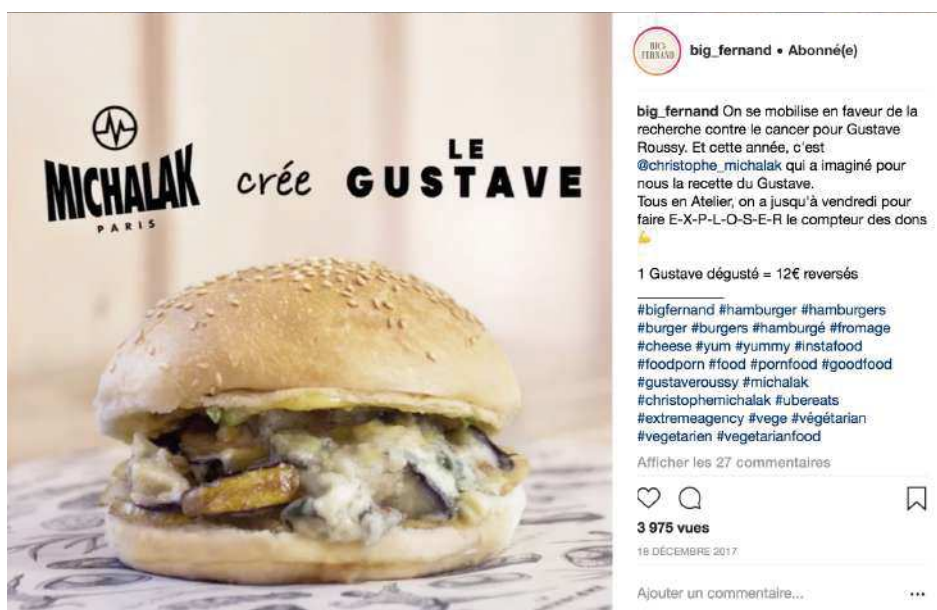 MICHALAK
PARIS
crée
LE
GUSTAVE
BIG
FERNAND
big_fernand • Abonné(e)
big_fernand On se mobilise en faveur de la
recherche contre le cancer pour Gustave
Roussy. Et cette année, c'est
@christophe_michalak qui a imaginé pour
nous la recette du Gustave.
Tous en Atelier, on a jusqu'à vendredi pour
faire E-X-P-L-O-S-E-R le compteur des dons
💪
1 Gustave dégusté = 12€ reversés
____________
#bigfernand #hamburger #hamburgers
#burger #burgers #hamburgé #fromage
#cheese #yum #yummy #instafood
#foodporn #food #pornfood #goodfood
#gustaveroussy #michalak
#christophemichalak #ubereats
#extremeagency #vege #végétarian
#vegetarien #vegetarianfood
Afficher les 27 commentaires
3 975 vues
18 DÉCEMBRE 2017
Ajouter un commentaire...